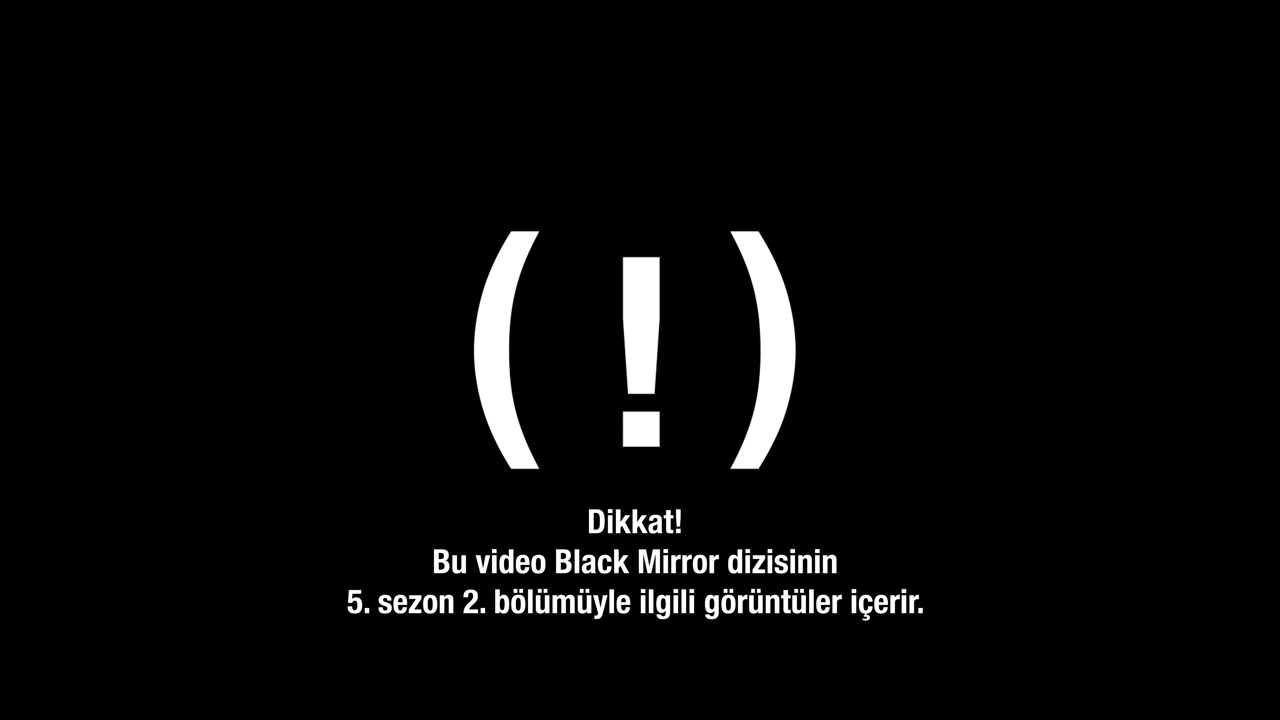 (!)
Dikkat!
Bu video Black Mirror dizisinin
5. sezon 2. bölümüyle ilgili görüntüler içerir.